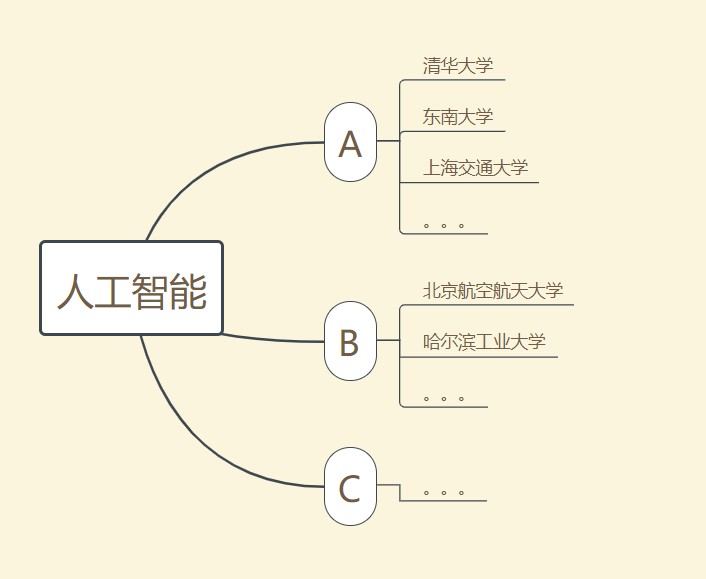 人工智能
A
清华大学
东南大学
上海交通大学
。。。
B
北京航空航天大学
哈尔滨工业大学
。。。
C
。。。